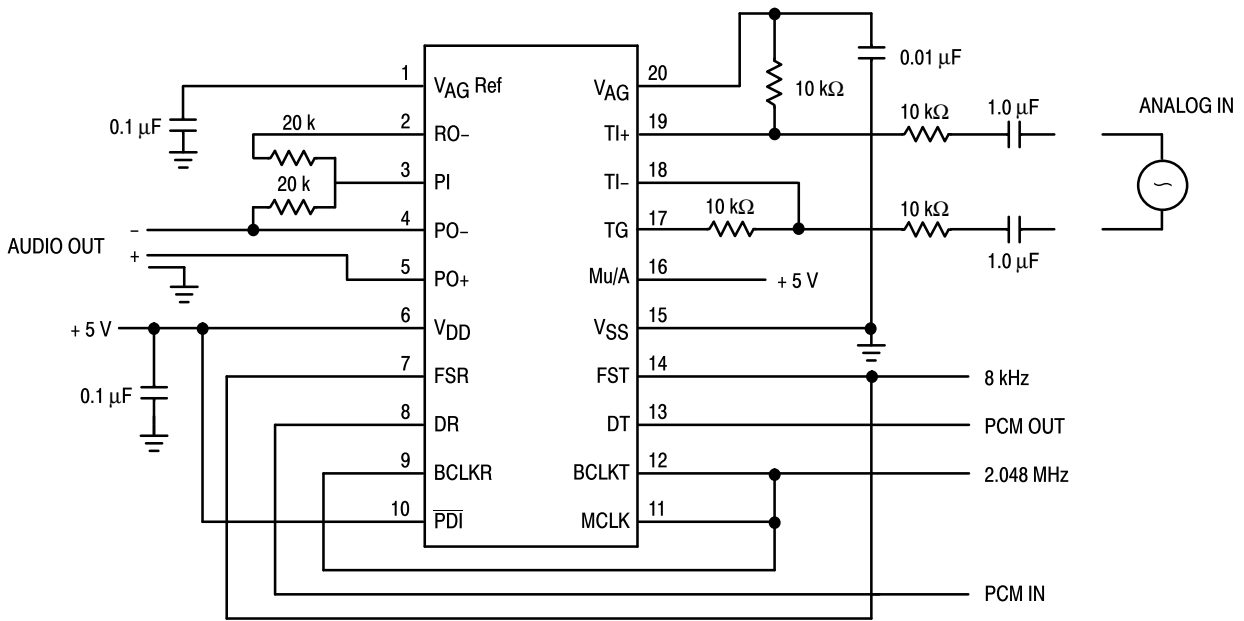 1
V_AG Ref
0.1 μF
2
RO–
20 k
3
PI
20 k
4
PO–
–
AUDIO OUT
+
5
PO+
+ 5 V
6
V_DD
7
FSR
0.1 μF
8
DR
9
BCLKR
10
PDI
20
V_AG
0.01 μF
10 kΩ
19
TI+
10 kΩ
1.0 μF
ANALOG IN
18
TI–
17
TG
10 kΩ
10 kΩ
1.0 μF
16
Mu/A
+ 5 V
15
V_SS
14
FST
8 kHz
13
DT
PCM OUT
12
BCLKT
2.048 MHz
11
MCLK
PCM IN